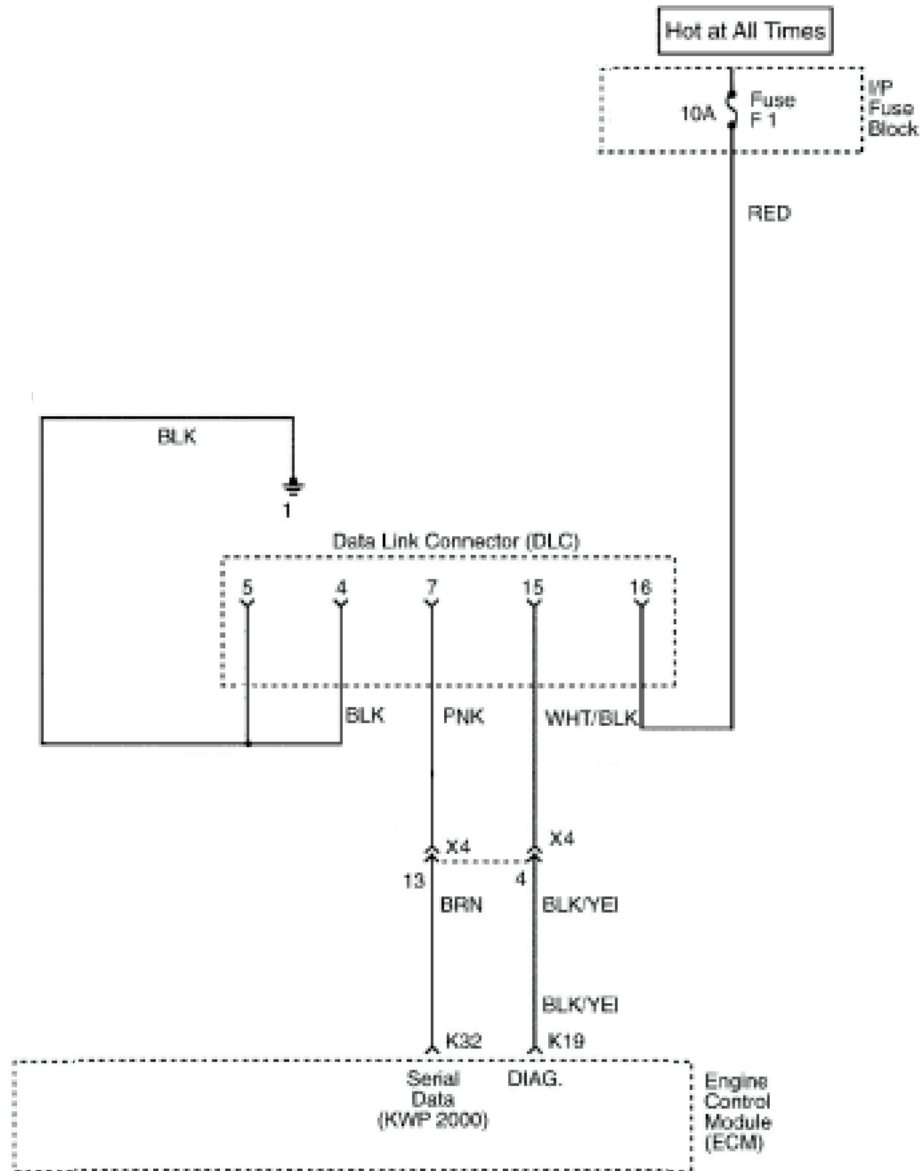 Hot at All Times
10A
Fuse
F 1
I/P
Fuse
Block
RED
BLK
1
Data Link Connector (DLC)
5 4 7 15 16
BLK PNK WHT/BLK
X4 X4
13 4
BRN BLK/YEl
BLK/YEl
K32 K19
Serial
Data
(KWP 2000)
DIAG.
Engine
Control
Module
(ECM)